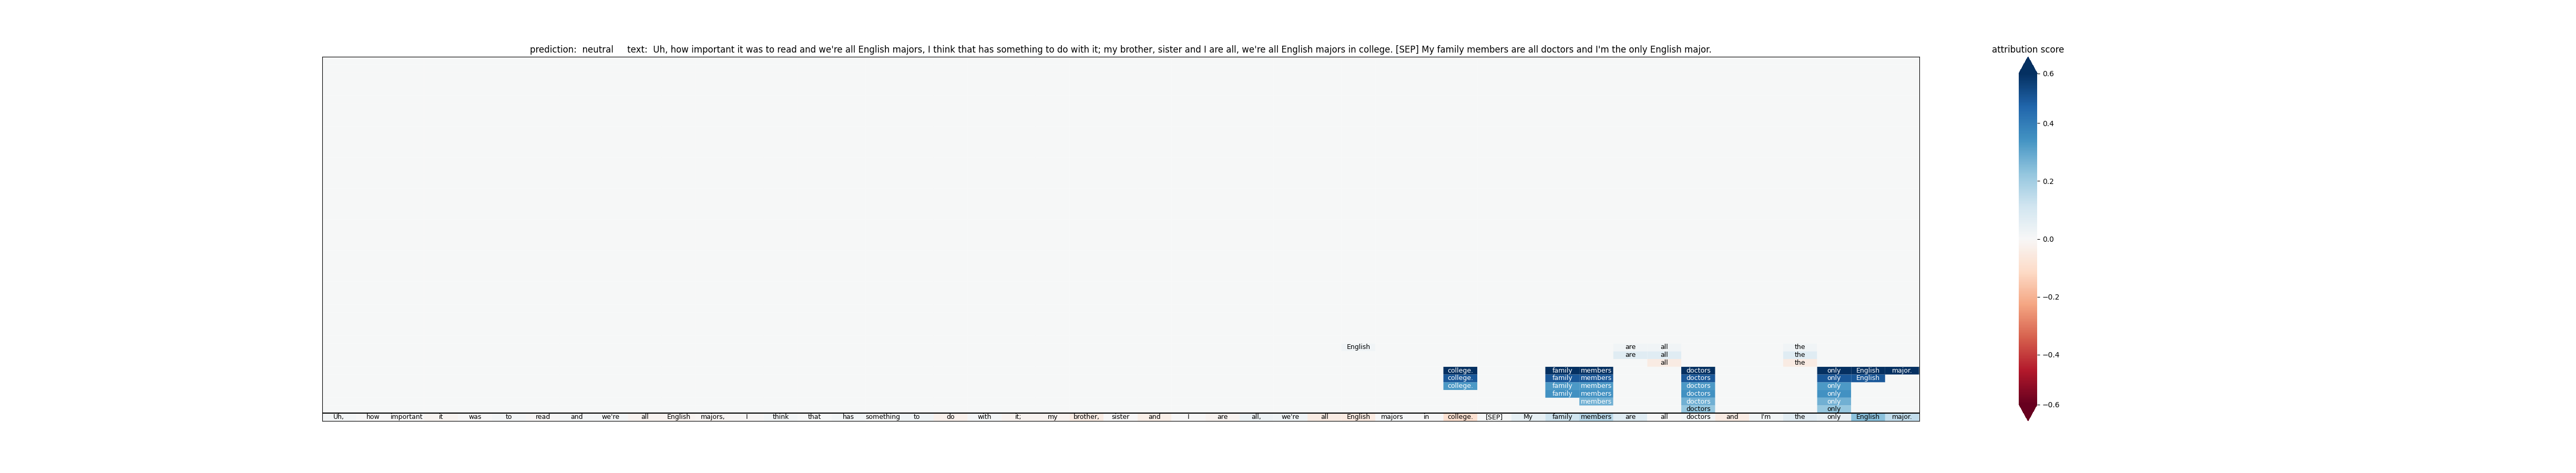 prediction: neutral text: Uh, how important it was to read and we're all English majors, I think that has something to do with it; my brother, sister and I are all, we're all English majors in college. [SEP] My family members are all doctors and I'm the only English major.
attribution score
0.6
0.4
0.2
0.0
−0.2
−0.4
−0.6
English are all the
are all the
all the
college. family members doctors only English major.
college. family members doctors only English
college. family members doctors only
family members doctors only
members doctors only
doctors only
Uh, how important it was to read and we're all English majors, I think that has something to do with it; my brother, sister and I are all, we're all English majors in college. [SEP] My family members are all doctors and I'm the only English major.